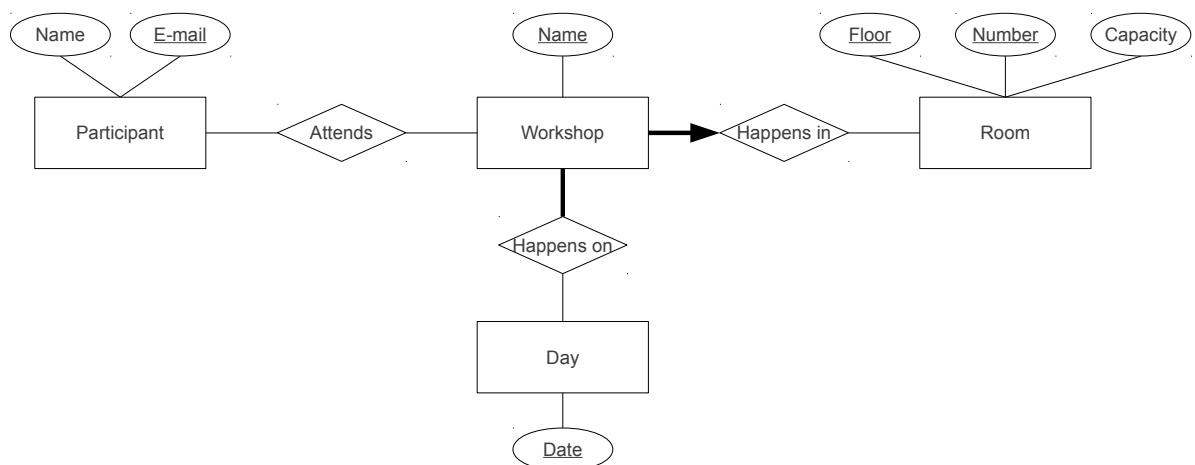 Name
E-mail
Name
Floor
Number
Capacity
Participant
Attends
Workshop
Happens in
Room
Happens on
Day
Date